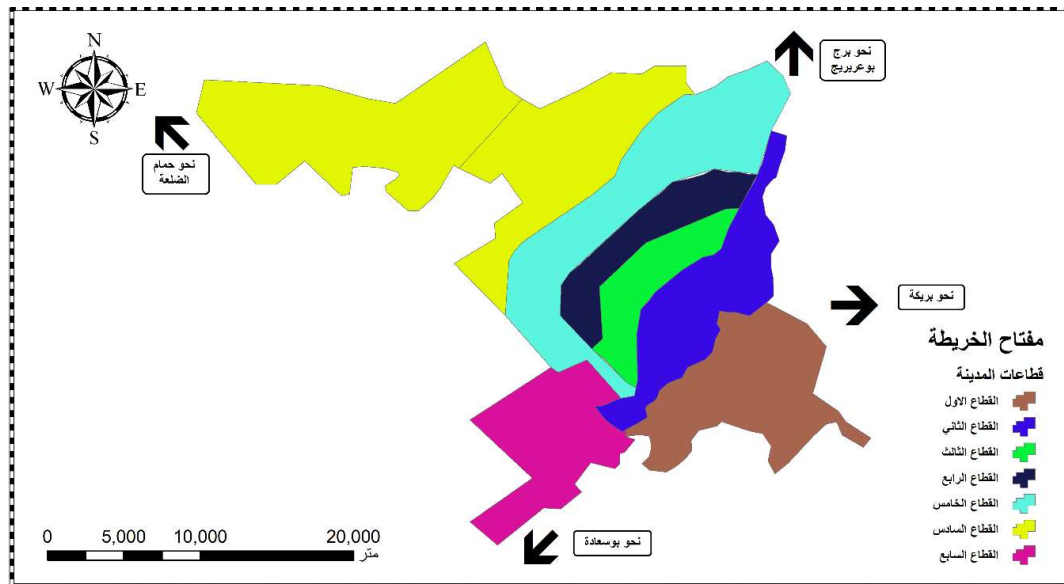 N
W E
S
نحو برج
بوعريريج
نحو حمام
الضلعة
نحو بريكة
مفتاح الخريطة
قطاعات المدينة
القطاع الاول
القطاع الثاني
القطاع الثالث
القطاع الرابع
القطاع الخامس
القطاع السادس
القطاع السابع
نحو بوسعادة
0 5,000 10,000 20,000
متر